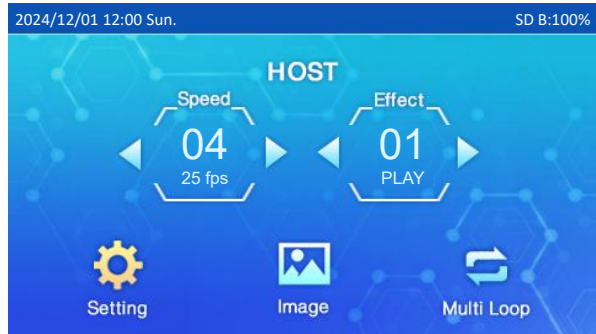 2024/12/01 12:00 Sun. SD B:100%
HOST
Speed Effect
04 01
25 fps PLAY
Setting Image Multi Loop